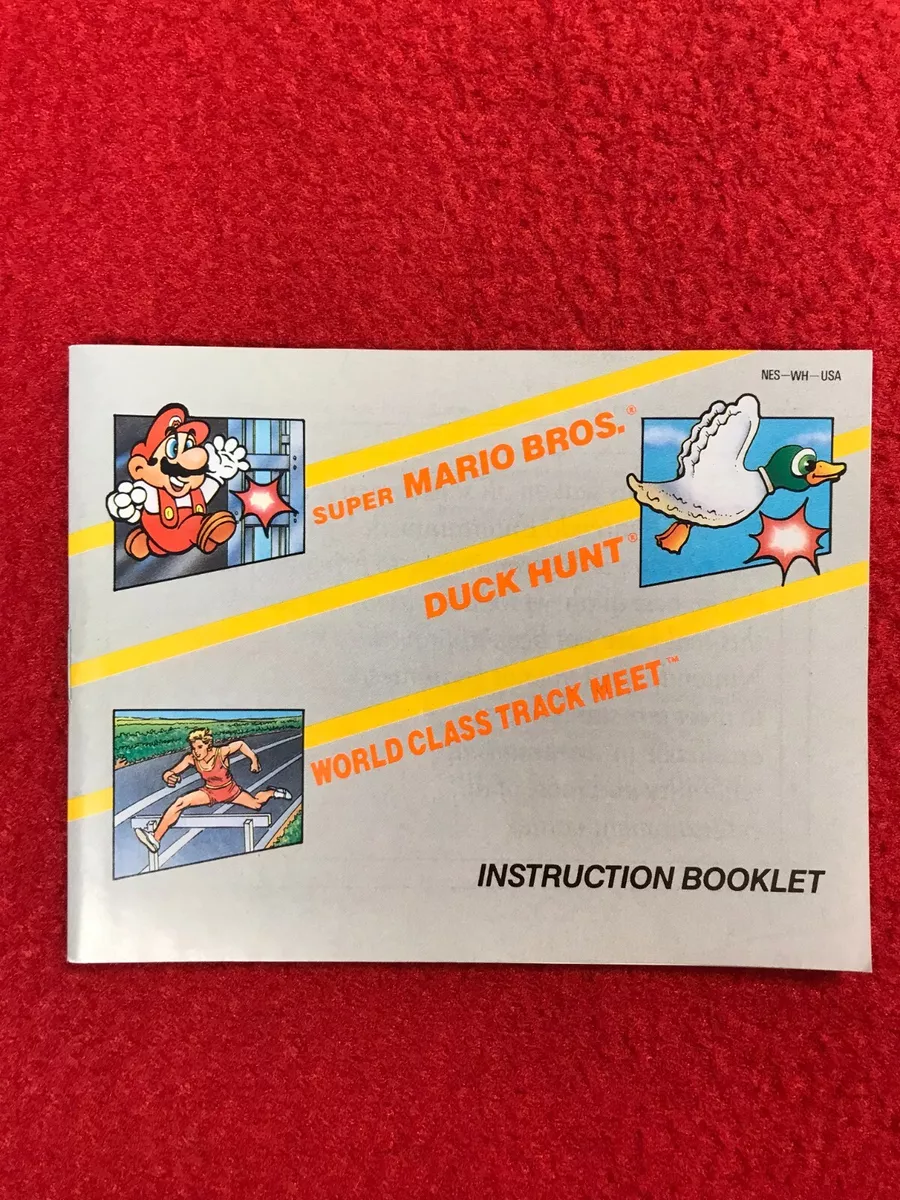 NES-WH-USA
SUPER MARIO BROS.®
DUCK HUNT®
WORLD CLASS TRACK MEET™
INSTRUCTION BOOKLET